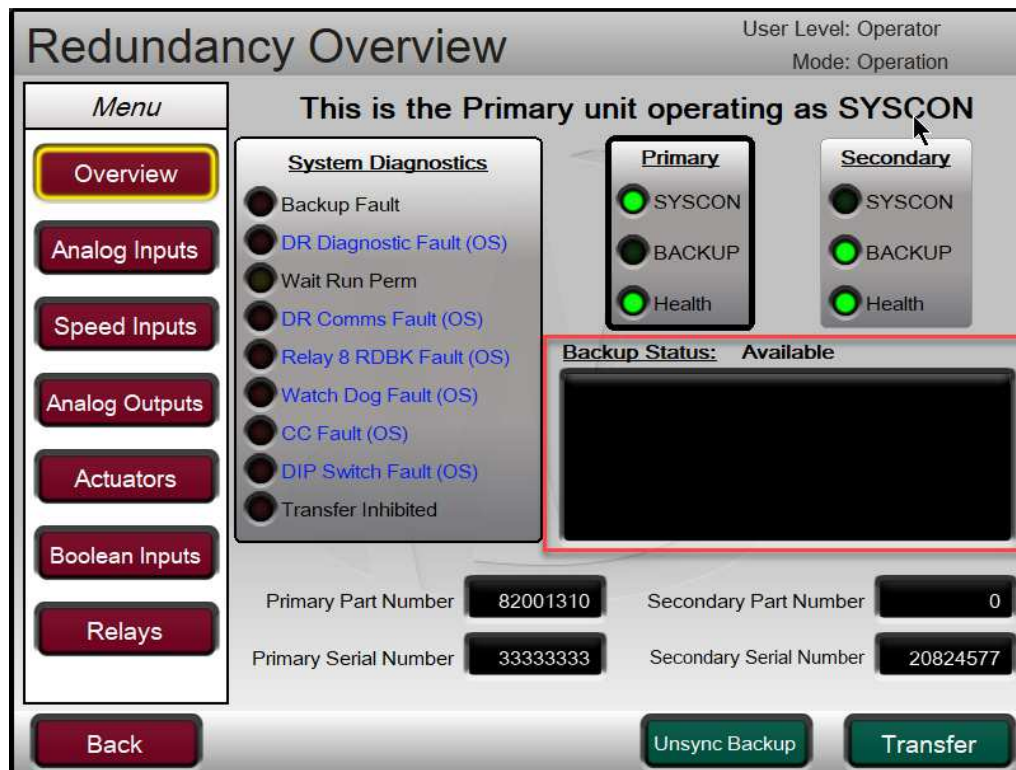 Redundancy Overview
User Level: Operator
Mode: Operation
Menu
This is the Primary unit operating as SYSCON
Overview
Analog Inputs
Speed Inputs
Analog Outputs
Actuators
Boolean Inputs
Relays
System Diagnostics
Backup Fault
DR Diagnostic Fault (OS)
Wait Run Perm
DR Comms Fault (OS)
Relay 8 RDBK Fault (OS)
Watch Dog Fault (OS)
CC Fault (OS)
DIP Switch Fault (OS)
Transfer Inhibited
Primary
SYSCON
BACKUP
Health
Secondary
SYSCON
BACKUP
Health
Backup Status: Available
Primary Part Number 82001310
Secondary Part Number 0
Primary Serial Number 33333333
Secondary Serial Number 20824577
Back
Unsync Backup
Transfer